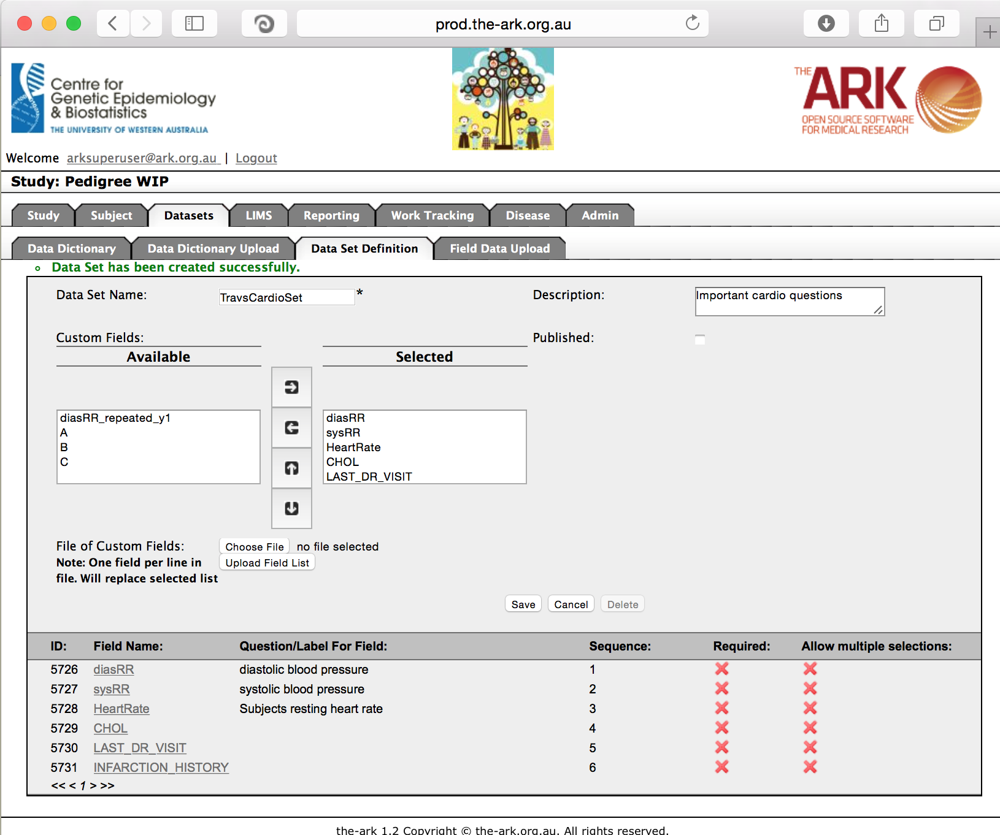 prod.the-ark.org.au
Centre for
Genetic Epidemiology
& Biostatistics
THE UNIVERSITY OF WESTERN AUSTRALIA
THE
ARK
OPEN SOURCE SOFTWARE
FOR MEDICAL RESEARCH
Welcome arksuperuser@ark.org.au | Logout
Study: Pedigree WIP
Study Subject Datasets LIMS Reporting Work Tracking Disease Admin
Data Dictionary Data Dictionary Upload Data Set Definition Field Data Upload
Data Set has been created successfully.
Data Set Name: TravsCardioSet * Description: Important cardio questions
Custom Fields: Published:
Available Selected
diasRR_repeated_y1
A
B
C
diasRR
sysRR
HeartRate
CHOL
LAST_DR_VISIT
File of Custom Fields: Choose File no file selected
Note: One field per line in
file. Will replace selected list
Upload Field List
Save Cancel Delete
ID: Field Name: Question/Label For Field: Sequence: Required: Allow multiple selections:
5726 diasRR diastolic blood pressure 1
5727 sysRR systolic blood pressure 2
5728 HeartRate Subjects resting heart rate 3
5729 CHOL 4
5730 LAST_DR_VISIT 5
5731 INFARCTION_HISTORY 6
<< < 1 > >>
the-ark 1.2 Copyright © the-ark.org.au. All rights reserved.